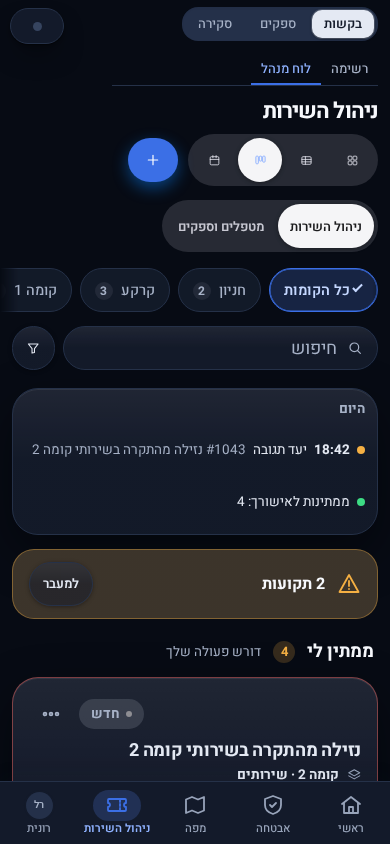 בקשות ספקים סקירה
רשימה לוח מנהל
ניהול השירות
ניהול השירות מטפלים וספקים
כל הקומות חניון 2 קרקע 3 קומה 1
חיפוש
היום
18:42 יעד תגובה #1043 נזילה מהתקרה בשירותי קומה 2
ממתינות לאישורך: 4
2 תקועות למעבר
ממתין לי 4 דורש פעולה שלך
חדש
נזילה מהתקרה בשירותי קומה 2
קומה 2 · שירותים
ראשי אבטחה מפה ניהול השירות רל רונית